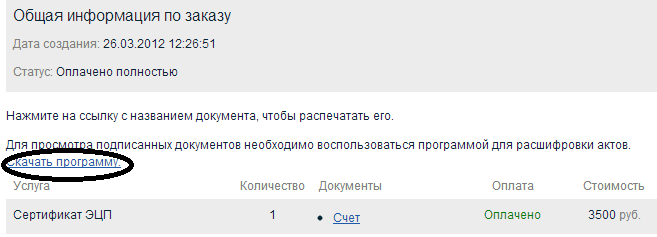 Общая информация по заказу
Дата создания: 26.03.2012 12:26:51
Статус: Оплачено полностью
Нажмите на ссылку с названием документа, чтобы распечатать его.
Для просмотра подписанных документов необходимо воспользоваться программой для расшифровки актов.
Скачать программу.
Услуга Количество Документы Оплата Стоимость
Сертификат ЭЦП 1 • Счет Оплачено 3500 руб.